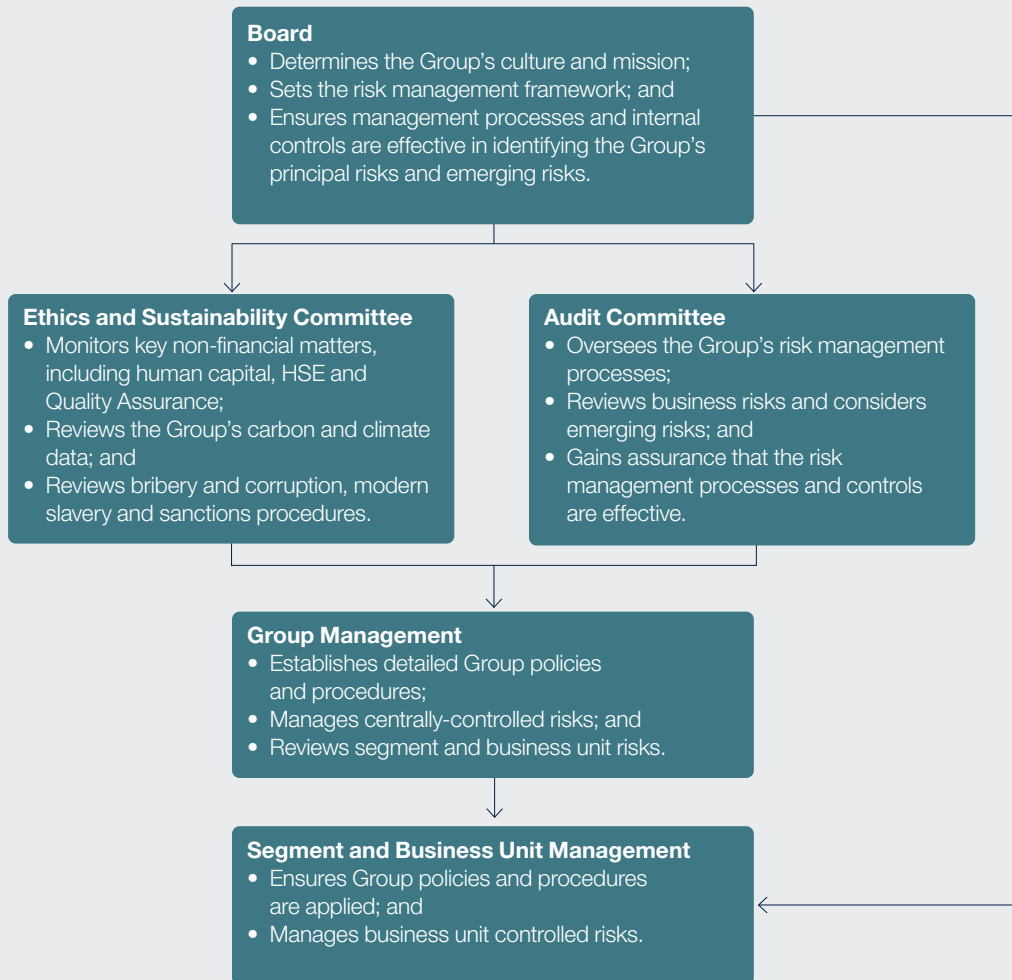 Board
• Determines the Group's culture and mission;
• Sets the risk management framework; and
• Ensures management processes and internal
controls are effective in identifying the Group's
principal risks and emerging risks.
Ethics and Sustainability Committee
• Monitors key non-financial matters,
including human capital, HSE and
Quality Assurance;
• Reviews the Group's carbon and climate
data; and
• Reviews bribery and corruption, modern
slavery and sanctions procedures.
Audit Committee
• Oversees the Group's risk management
processes;
• Reviews business risks and considers
emerging risks; and
• Gains assurance that the risk
management processes and controls
are effective.
Group Management
• Establishes detailed Group policies
and procedures;
• Manages centrally-controlled risks; and
• Reviews segment and business unit risks.
Segment and Business Unit Management
• Ensures Group policies and procedures
are applied; and
• Manages business unit controlled risks.